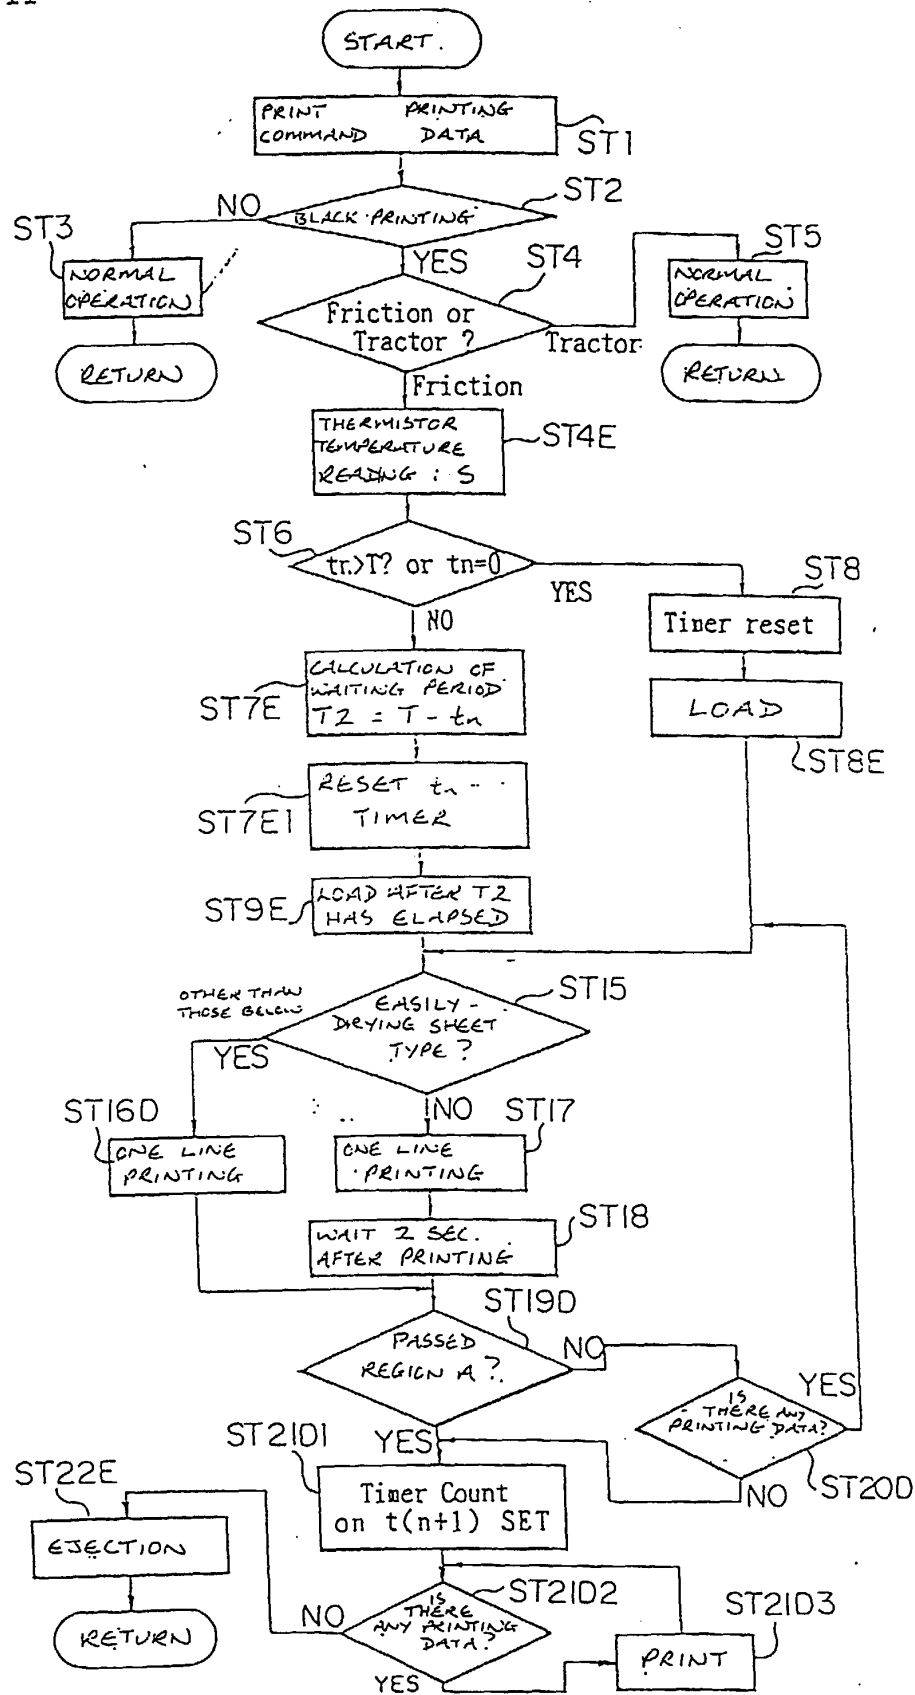 START.
PRINT PRINTING
COMMAND DATA
ST1
ST2
BLACK PRINTING
NO
ST3
NORMAL
OPERATION
RETURN
YES
ST4
Friction or
Tractor ?
Tractor
ST5
NORMAL
OPERATION
RETURN
Friction
THERMISTOR
TEMPERATURE
READING : S
ST4E
ST6
tn>T? or tn=0
YES
ST8
Timer reset
LOAD
ST8E
NO
CALCULATION OF
WAITING PERIOD
T2 = T - tn
ST7E
RESET tn
TIMER
ST7E1
LOAD AFTER T2
HAS ELAPSED
ST9E
OTHER THAN
THOSE BELOW
EASILY-
DRYING SHEET
TYPE?
ST15
YES
NO
ST16D
ONE LINE
PRINTING
ST17
ONE LINE
PRINTING
WAIT 2 SEC.
AFTER PRINTING
ST18
ST19D
PASSED
REGION A?
NO
IS
THERE ANY
PRINTING DATA?
YES
NO
ST20D
YES
ST21D1
Timer Count
on t(n+1) SET
ST22E
EJECTION
RETURN
ST21D2
IS
THERE
ANY PRINTING
DATA?
NO
YES
ST21D3
PRINT